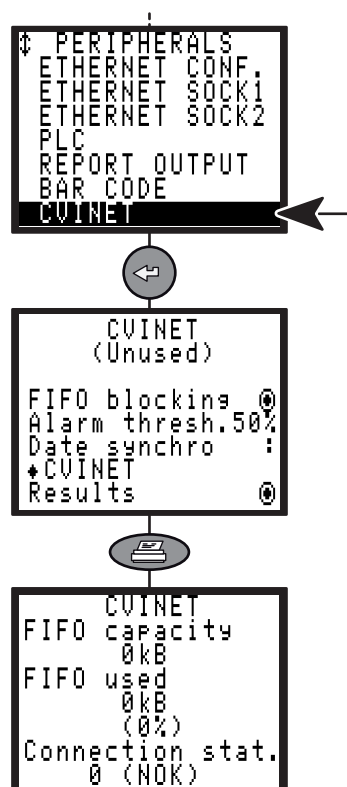 PERIPHERALS
ETHERNET CONF.
ETHERNET SOCK1
ETHERNET SOCK2
PLC
REPORT OUTPUT
BAR CODE
CVINET
CVINET
(Unused)
FIFO blocking
Alarm thresh.50%
Date synchro :
CVINET
Results
CVINET
FIFO capacity
0kB
FIFO used
0kB
(0%)
Connection stat.
0 (NOK)